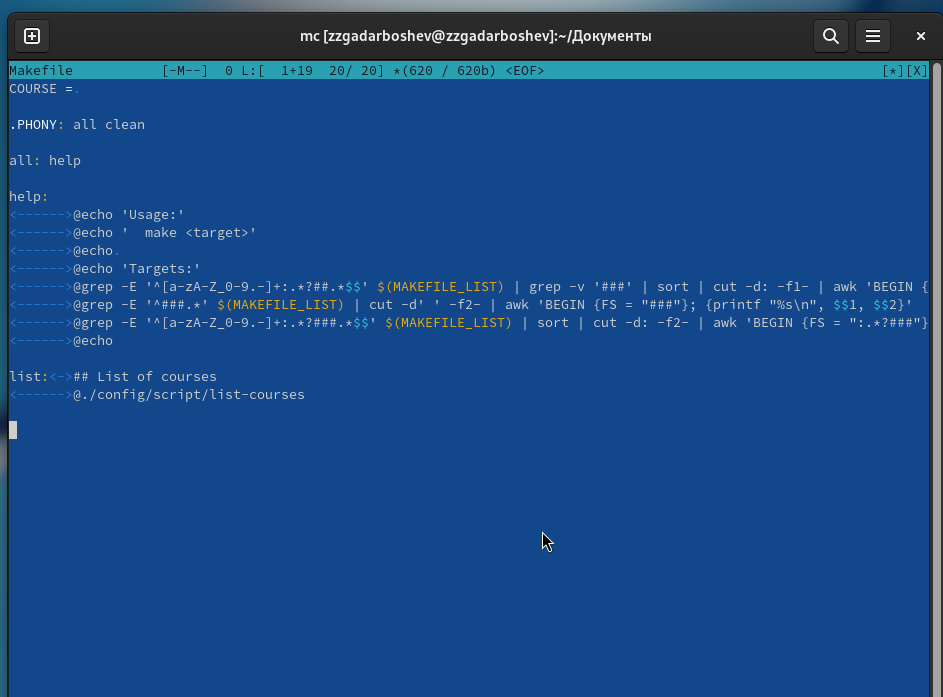 mc [zzgadarboshev@zzgadarboshev]:~/Документы
Makefile [-M--] 0 L:[ 1+19 20/ 20] *(620 / 620b) <EOF> [*][X]
COURSE =.
.PHONY: all clean
all: help
help:
<------>@echo 'Usage:'
<------>@echo '  make <target>'
<------>@echo.
<------>@echo 'Targets:'
<------>@grep -E '^[a-zA-Z_0-9.-]+:.*?##.*$$' $(MAKEFILE_LIST) | grep -v '###' | sort | cut -d: -f1- | awk 'BEGIN {
<------>@grep -E '^###.*' $(MAKEFILE_LIST) | cut -d' ' -f2- | awk 'BEGIN {FS = "###"}; {printf "%s\n", $$1, $$2}'
<------>@grep -E '^[a-zA-Z_0-9.-]+:.*?###.*$$' $(MAKEFILE_LIST) | sort | cut -d: -f2- | awk 'BEGIN {FS = ":.*?###"}
<------>@echo
list:<->## List of courses
<------>@./config/script/list-courses